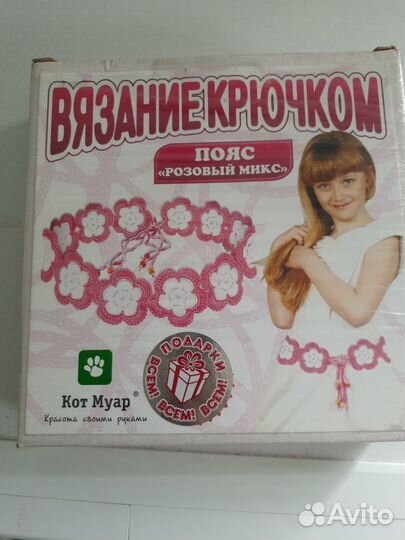 ВЯЗАНИЕ КРЮЧКОМ
ПОЯС
«РОЗОВЫЙ МИКС»
ПОДАРКИ
ВСЕМ! ВСЕМ! ВСЕМ!
Кот Муар®
Красота своими руками
Avito